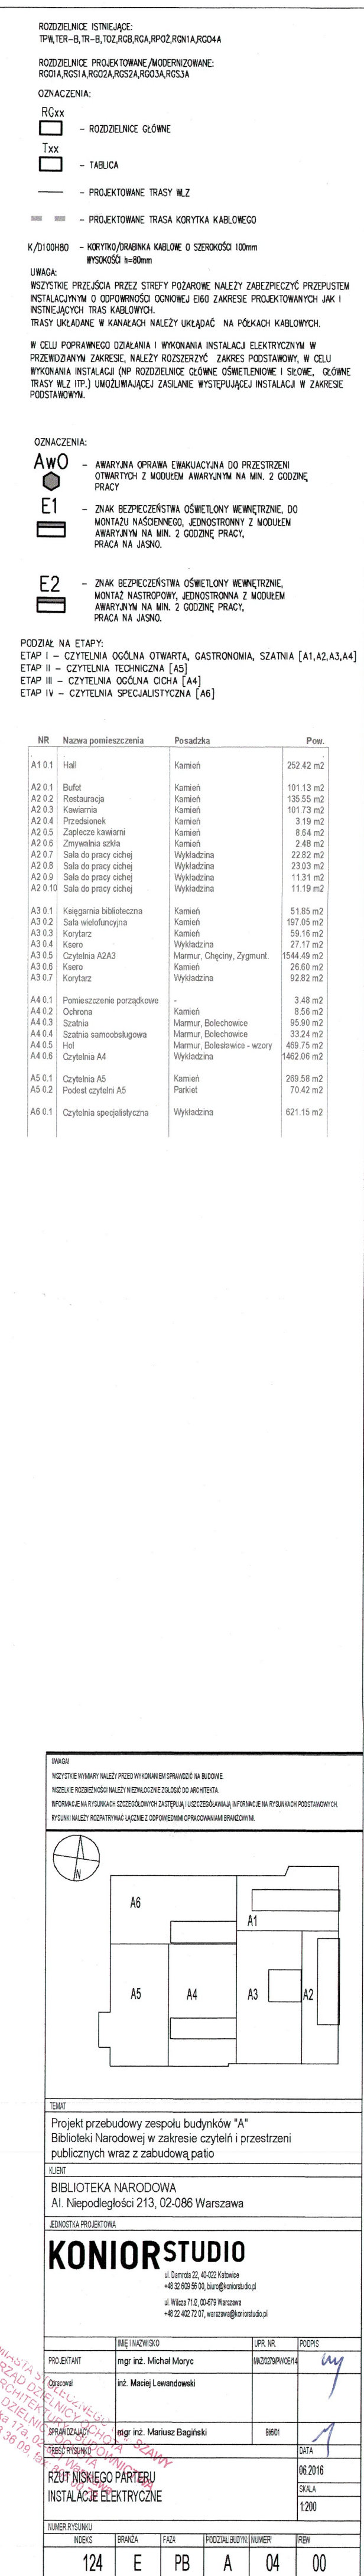 ROZDZIELNICE ISTNIEJĄCE:
TPW,TER-B,TR-B,TOZ,RGB,RGA,RPOŻ,RGN1A,RGO4A
ROZDZIELNICE PROJEKTOWANE/MODERNIZOWANE:
RGO1A,RGS1A,RGO2A,RGS2A,RGO3A,RGS3A
OZNACZENIA:
RGxx
– ROZDZIELNICE GŁÓWNE
Txx
– TABLICA
– PROJEKTOWANE TRASY WLZ
– PROJEKTOWANE TRASA KORYTKA KABLOWEGO
K/D100H80 – KORYTKO/DRABINKA KABLOWE O SZEROKOŚCI 100mm
WYSOKOŚCI h=80mm
UWAGA:
WSZYSTKIE PRZEJŚCIA PRZEZ STREFY POŻAROWE NALEŻY ZABEZPIECZYĆ PRZEPUSTEM
INSTALACJYNYM O ODPOWRNOŚCI OGNIOWEJ EI60 ZAKRESIE PROJEKTOWANYCH JAK I
INSTNIEJĄCYCH TRAS KABLOWYCH.
TRASY UKŁADANE W KANAŁACH NALEŻY UKŁADAĆ NA PÓŁKACH KABLOWYCH.
W CELU POPRAWNEGO DZIAŁANIA I WYKONANIA INSTALACJI ELEKTRYCZNYM W
PRZEWDZIANYM ZAKRESIE, NALEŻY ROZSZERZYĆ ZAKRES PODSTAWOWY, W CELU
WYKONANIA INSTALACJI (NP ROZDZIELNICE GŁÓWNE OŚWIETLENIOWE I SIŁOWE, GŁÓWNE
TRASY WLZ ITP.) UMOŻLIWIAJĄCEJ ZASILANIE WYSTĘPUJĄCEJ INSTALACJI W ZAKRESIE
PODSTAWOWYM.
OZNACZENIA:
AwO – AWARYJNA OPRAWA EWAKUACYJNA DO PRZESTRZENI
OTWARTYCH Z MODUŁEM AWARYJNYM NA MIN. 2 GODZINĘ
PRACY
E1 – ZNAK BEZPIECZEŃSTWA OŚWIETLONY WEWNĘTRZNIE, DO
MONTAŻU NAŚCIENNEGO, JEDNOSTRONNY Z MODUŁEM
AWARYJNYM NA MIN. 2 GODZINĘ PRACY,
PRACA NA JASNO.
E2 – ZNAK BEZPIECZEŃSTWA OŚWIETLONY WEWNĘTRZNIE,
MONTAŻ NASTROPOWY, JEDNOSTRONNA Z MODUŁEM
AWARYJNYM NA MIN. 2 GODZINĘ PRACY,
PRACA NA JASNO.
PODZIAŁ NA ETAPY:
ETAP I – CZYTELNIA OGÓLNA OTWARTA, GASTRONOMIA, SZATNIA [A1,A2,A3,A4]
ETAP II – CZYTELNIA TECHNICZNA [A5]
ETAP III – CZYTELNIA OGÓLNA CICHA [A4]
ETAP IV – CZYTELNIA SPECJALISTYCZNA [A6]
NR Nazwa pomieszczenia Posadzka Pow.
A1 0.1 Hall Kamień 252.42 m2
A2 0.1 Bufet Kamień 101.13 m2
A2 0.2 Restauracja Kamień 135.55 m2
A2 0.3 Kawiarnia Kamień 101.73 m2
A2 0.4 Przedsionek Kamień 3.19 m2
A2 0.5 Zaplecze kawiarni Kamień 8.64 m2
A2 0.6 Zmywalnia szkła Kamień 2.48 m2
A2 0.7 Sala do pracy cichej Wykładzina 22.82 m2
A2 0.8 Sala do pracy cichej Wykładzina 23.03 m2
A2 0.9 Sala do pracy cichej Wykładzina 11.31 m2
A2 0.10 Sala do pracy cichej Wykładzina 11.19 m2
A3 0.1 Księgarnia biblioteczna Kamień 51.85 m2
A3 0.2 Sala wielofuncyjna Kamień 197.05 m2
A3 0.3 Korytarz Kamień 59.16 m2
A3 0.4 Ksero Wykładzina 27.17 m2
A3 0.5 Czytelnia A2A3 Marmur, Chęciny, Zygmunt. 1544.49 m2
A3 0.6 Ksero Kamień 26.60 m2
A3 0.7 Korytarz Wykładzina 92.82 m2
A4 0.1 Pomieszczenie porządkowe - 3.48 m2
A4 0.2 Ochrona Kamień 8.56 m2
A4 0.3 Szatnia Marmur, Bolechowice 95.90 m2
A4 0.4 Szatnia samoobsługowa Marmur, Bolechowice 33.24 m2
A4 0.5 Hol Marmur, Bolesławice - wzory 469.75 m2
A4 0.6 Czytelnia A4 Wykładzina 1462.06 m2
A5 0.1 Czytelnia A5 Kamień 269.58 m2
A5 0.2 Podest czytelni A5 Parkiet 70.42 m2
A6 0.1 Czytelnia specjalistyczna Wykładzina 621.15 m2
UWAGA!
WSZYSTKIE WYMIARY NALEŻY PRZED WYKONANIEM SPRAWDZIĆ NA BUDOWIE.
WSZELKIE ROZBIEŻNOŚCI NALEŻY NIEZWŁOCZNIE ZGŁOSIĆ DO ARCHITEKTA.
INFORMACJE NA RYSUNKACH SZCZEGÓŁOWYCH ZASTĘPUJĄ I USZCZEGÓŁAWIAJĄ INFORMACJE NA RYSUNKACH PODSTAWOWYCH.
RYSUNKI NALEŻY ROZPATRYWAĆ ŁĄCZNIE Z ODPOWIEDNIMI OPRACOWANIAMI BRANŻOWYMI.
N
A6
A1
A5 A4 A3 A2
TEMAT
Projekt przebudowy zespołu budynków "A"
Biblioteki Narodowej w zakresie czytelń i przestrzeni
publicznych wraz z zabudową patio
KLIENT
BIBLIOTEKA NARODOWA
Al. Niepodległości 213, 02-086 Warszawa
JEDNOSTKA PROJEKTOWA
KONIORSTUDIO
ul. Damrota 22, 40-022 Katowice
+48 32 609 56 00, biuro@koniorstudio.pl
ul. Wilcza 71/2, 00-679 Warszawa
+48 22 402 72 07, warszawa@koniorstudio.pl
IMIĘ I NAZWISKO UPR. NR. PODPIS
PROJEKTANT mgr inż. Michał Moryc MAZ/0279/PWOE/14
Opracował inż. Maciej Lewandowski
SPRAWDZAJĄCY mgr inż. Mariusz Bagiński
TREŚĆ RYSUNKU DATA
RZUT NISKIEGO PARTERU
INSTALACJE ELEKTRYCZNE
06.2016
SKALA
1:200
NUMER RYSUNKU
INDEKS BRANŻA FAZA PODZIAŁ BUDYN. NUMER REW
124 E PB A 04 00